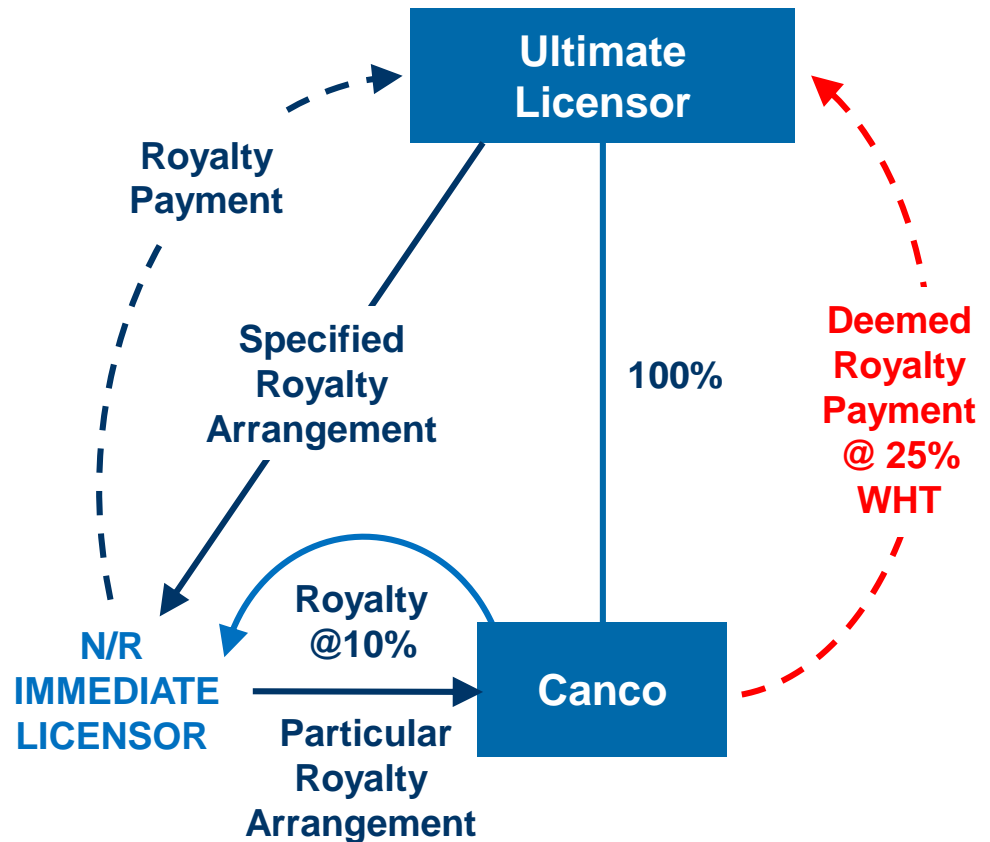 Ultimate
Licensor
Royalty
Payment
Specified
Royalty
Arrangement
100%
Deemed
Royalty
Payment
@ 25%
WHT
Royalty
@10%
N/R
IMMEDIATE
LICENSOR
Canco
Particular
Royalty
Arrangement